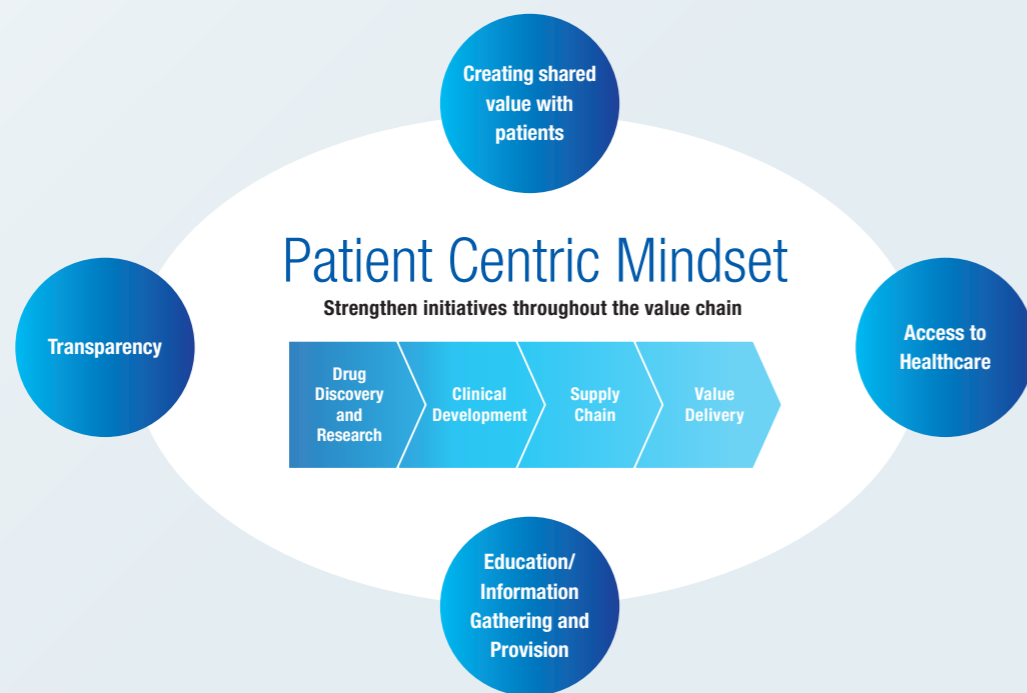 Creating shared
value with
patients
Patient Centric Mindset
Strengthen initiatives throughout the value chain
Transparency
Drug
Discovery
and
Research
Clinical
Development
Supply
Chain
Value
Delivery
Access to
Healthcare
Education/
Information
Gathering and
Provision